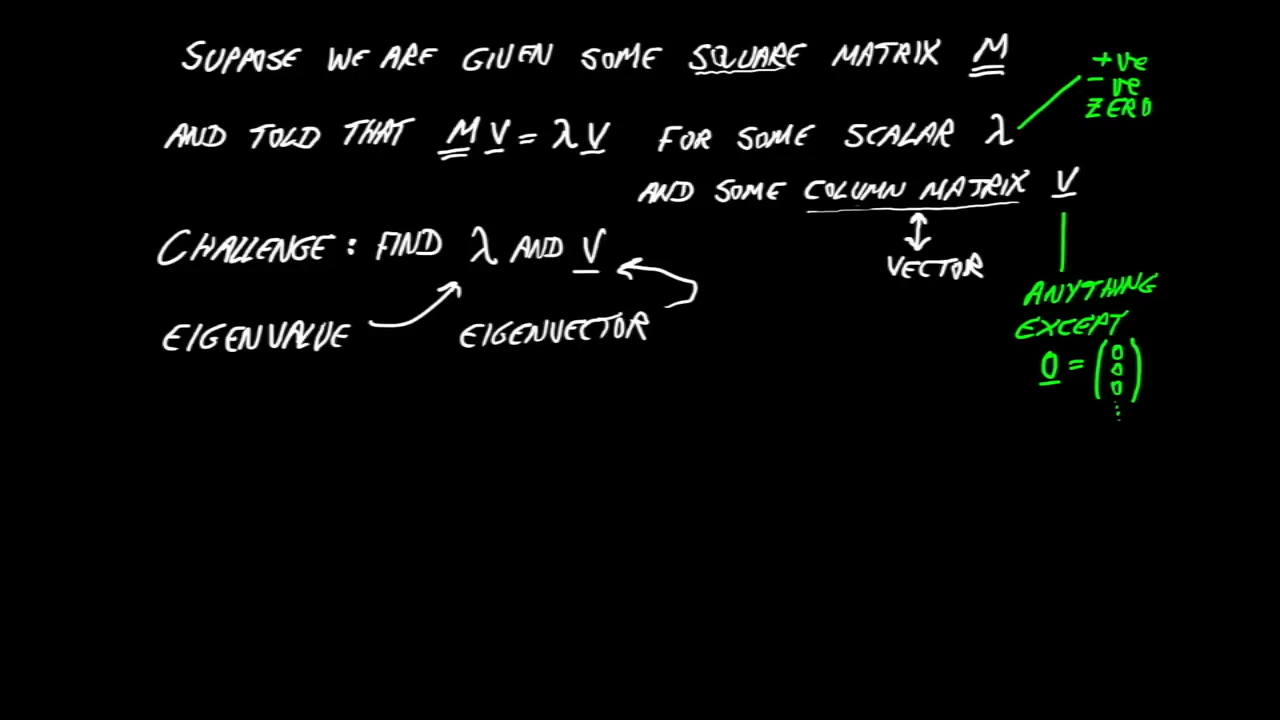 SUPPOSE WE ARE GIVEN SOME SQUARE MATRIX M
+ve
-ve
ZERO
AND TOLD THAT M V = λ V FOR SOME SCALAR λ
AND SOME COLUMN MATRIX V
CHALLENGE: FIND λ AND V
VECTOR
ANYTHING
EXCEPT
EIGENVALUE EIGENVECTOR
0 = (0 0 0 ...)